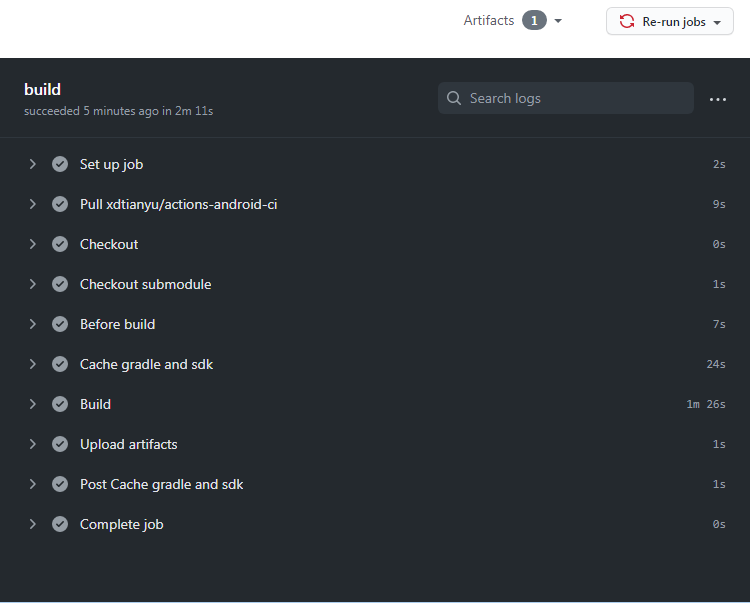 Artifacts 1 Re-run jobs
build
succeeded 5 minutes ago in 2m 11s
Search logs
Set up job 2s
Pull xdtianyu/actions-android-ci 9s
Checkout 0s
Checkout submodule 1s
Before build 7s
Cache gradle and sdk 24s
Build 1m 26s
Upload artifacts 1s
Post Cache gradle and sdk 1s
Complete job 0s